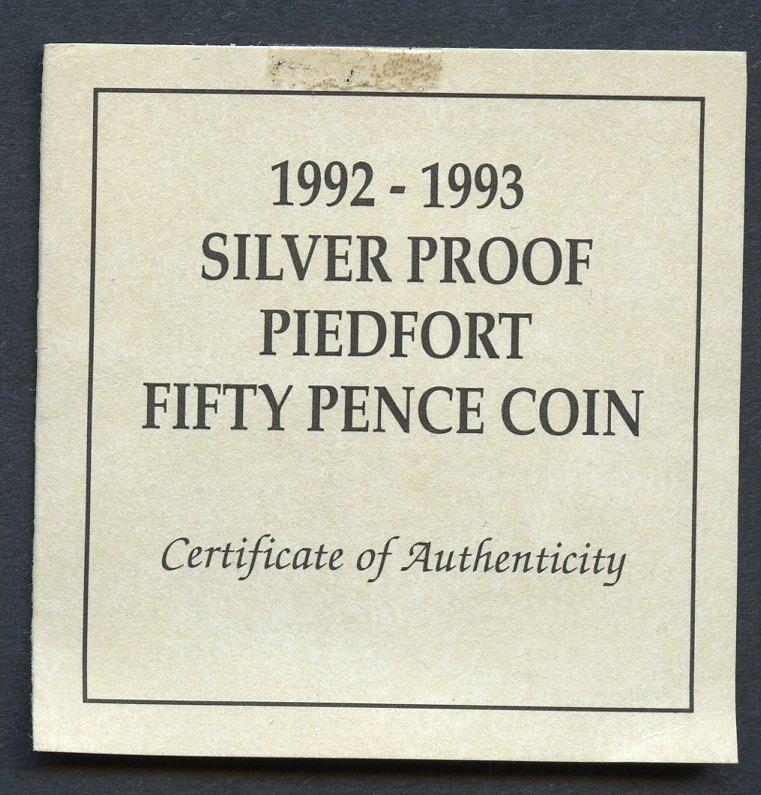 1992 - 1993
SILVER PROOF
PIEDFORT
FIFTY PENCE COIN
Certificate of Authenticity